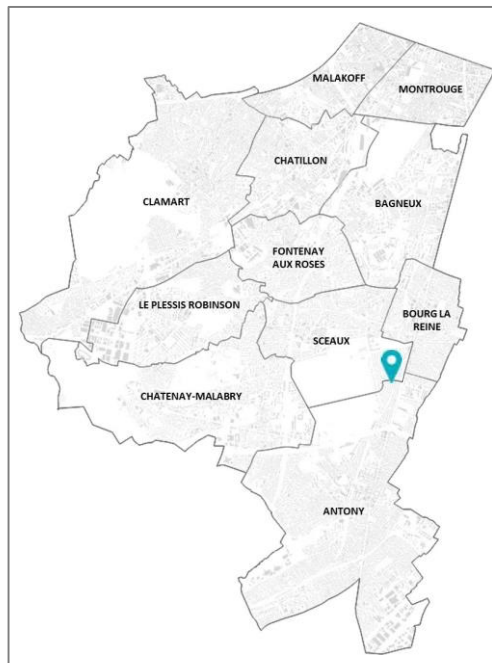 MALAKOFF
MONTROUGE
CHATILLON
CLAMART
BAGNEUX
FONTENAY
AUX ROSES
LE PLESSIS ROBINSON
BOURG LA
REINE
SCEAUX
CHATENAY-MALABRY
ANTONY